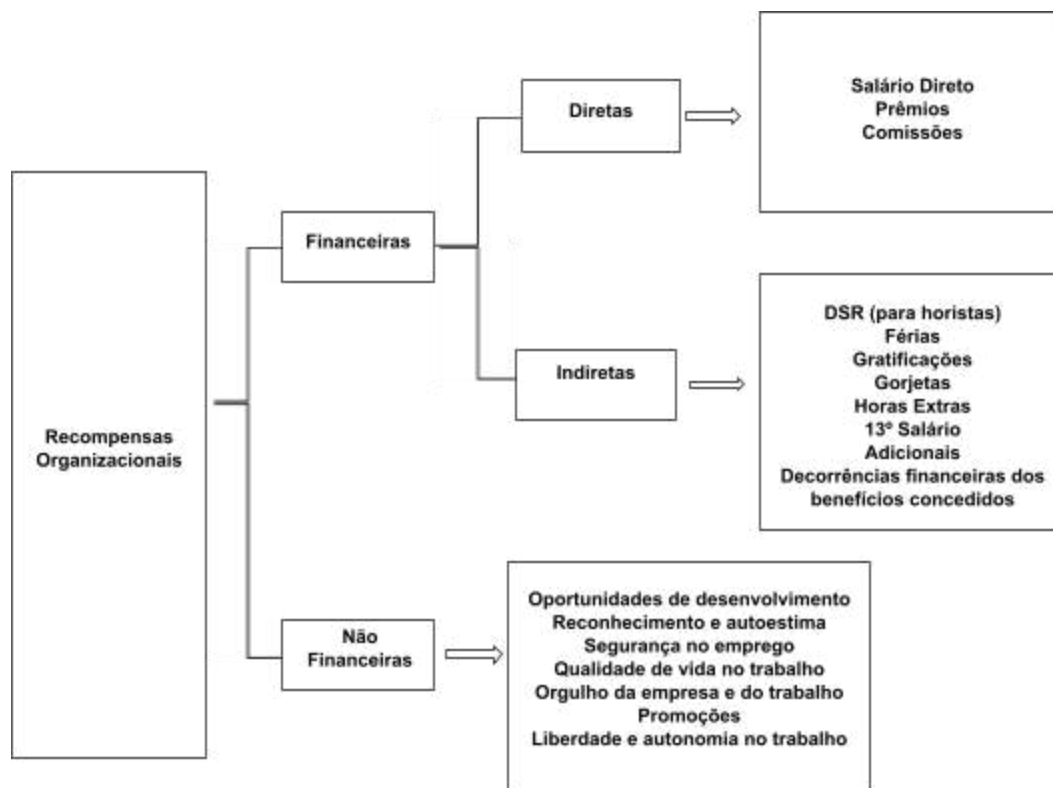 Recompensas
Organizacionais
Financeiras
Diretas
Salário Direto
Prêmios
Comissões
Indiretas
DSR (para horistas)
Férias
Gratificações
Gorjetas
Horas Extras
13º Salário
Adicionais
Decorrências financeiras dos
benefícios concedidos
Não
Financeiras
Oportunidades de desenvolvimento
Reconhecimento e autoestima
Segurança no emprego
Qualidade de vida no trabalho
Orgulho da empresa e do trabalho
Promoções
Liberdade e autonomia no trabalho